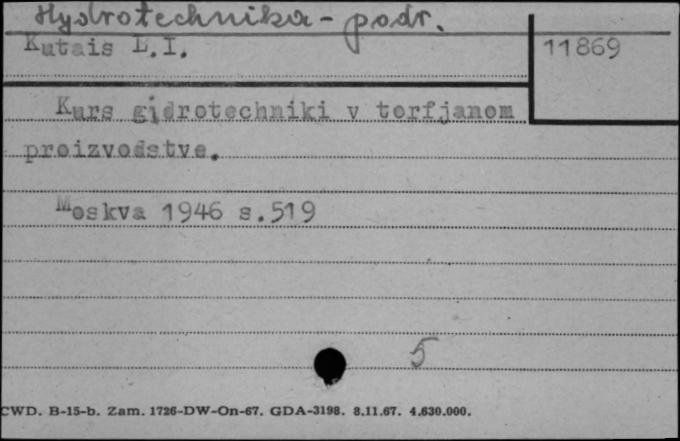 Hydrotechnika - podr.
Kutais L.I.
11869
Kurs gidrotechniki v torfjanom
proizvodstve.
Moskva 1946 s.519
5
CWD. B-15-b. Zam. 1726-DW-On-67. GDA-3198. 8.11.67. 4.630.000.